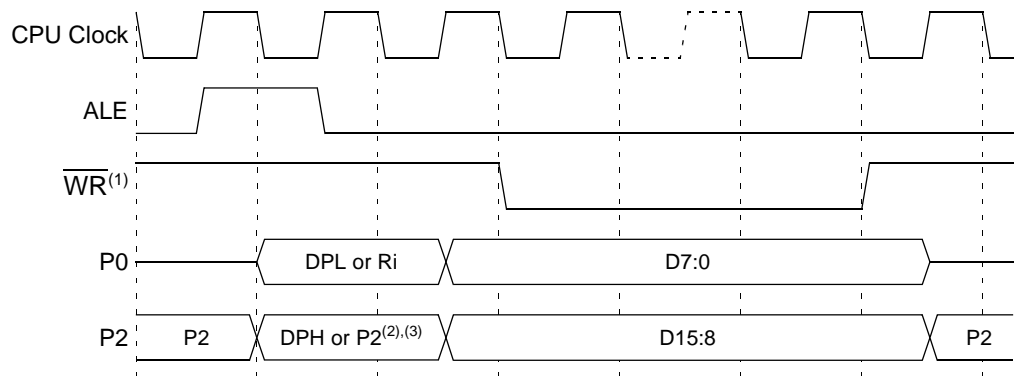 CPU Clock
ALE
WR(1)
P0 DPL or Ri D7:0
P2 P2 DPH or P2(2),(3) D15:8 P2